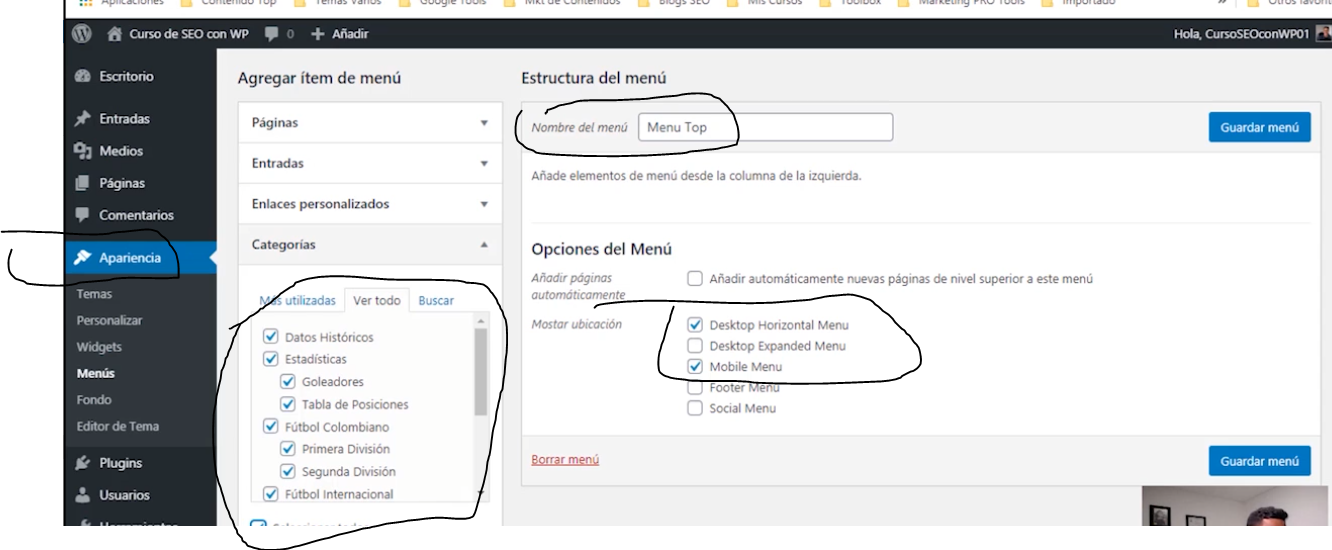 Aplicaciones Contenido Top Temas Varios Google Tools Mkt de Contenidos Blogs SEO Mis Cursos Toolbox Marketing PRO Tools Importado » Otros favorit
Curso de SEO con WP 0 + Añadir Hola, CursoSEOconWP01
Escritorio
Entradas
Medios
Páginas
Comentarios
Apariencia
Temas
Personalizar
Widgets
Menús
Fondo
Editor de Tema
Plugins
Usuarios
Herramientas
Agregar ítem de menú
Páginas
Entradas
Enlaces personalizados
Categorías
Más utilizadas Ver todo Buscar
Datos Históricos
Estadísticas
Goleadores
Tabla de Posiciones
Fútbol Colombiano
Primera División
Segunda División
Fútbol Internacional
Seleccionar todo
Estructura del menú
Nombre del menú Menu Top Guardar menú
Añade elementos de menú desde la columna de la izquierda.
Opciones del Menú
Añadir páginas automáticamente Añadir automáticamente nuevas páginas de nivel superior a este menú
Mostar ubicación Desktop Horizontal Menu
Desktop Expanded Menu
Mobile Menu
Footer Menu
Social Menu
Borrar menú Guardar menú